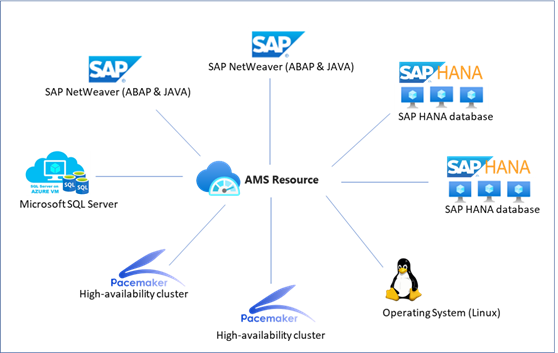 SAP
SAP NetWeaver (ABAP & JAVA)
SAP
SAP NetWeaver (ABAP & JAVA)
SAP HANA
SAP HANA database
SQL Server on
AZURE VM
SQL SQL
Microsoft SQL Server
AMS Resource
SAP HANA
SAP HANA database
Pacemaker
High-availability cluster
Pacemaker
High-availability cluster
Operating System (Linux)